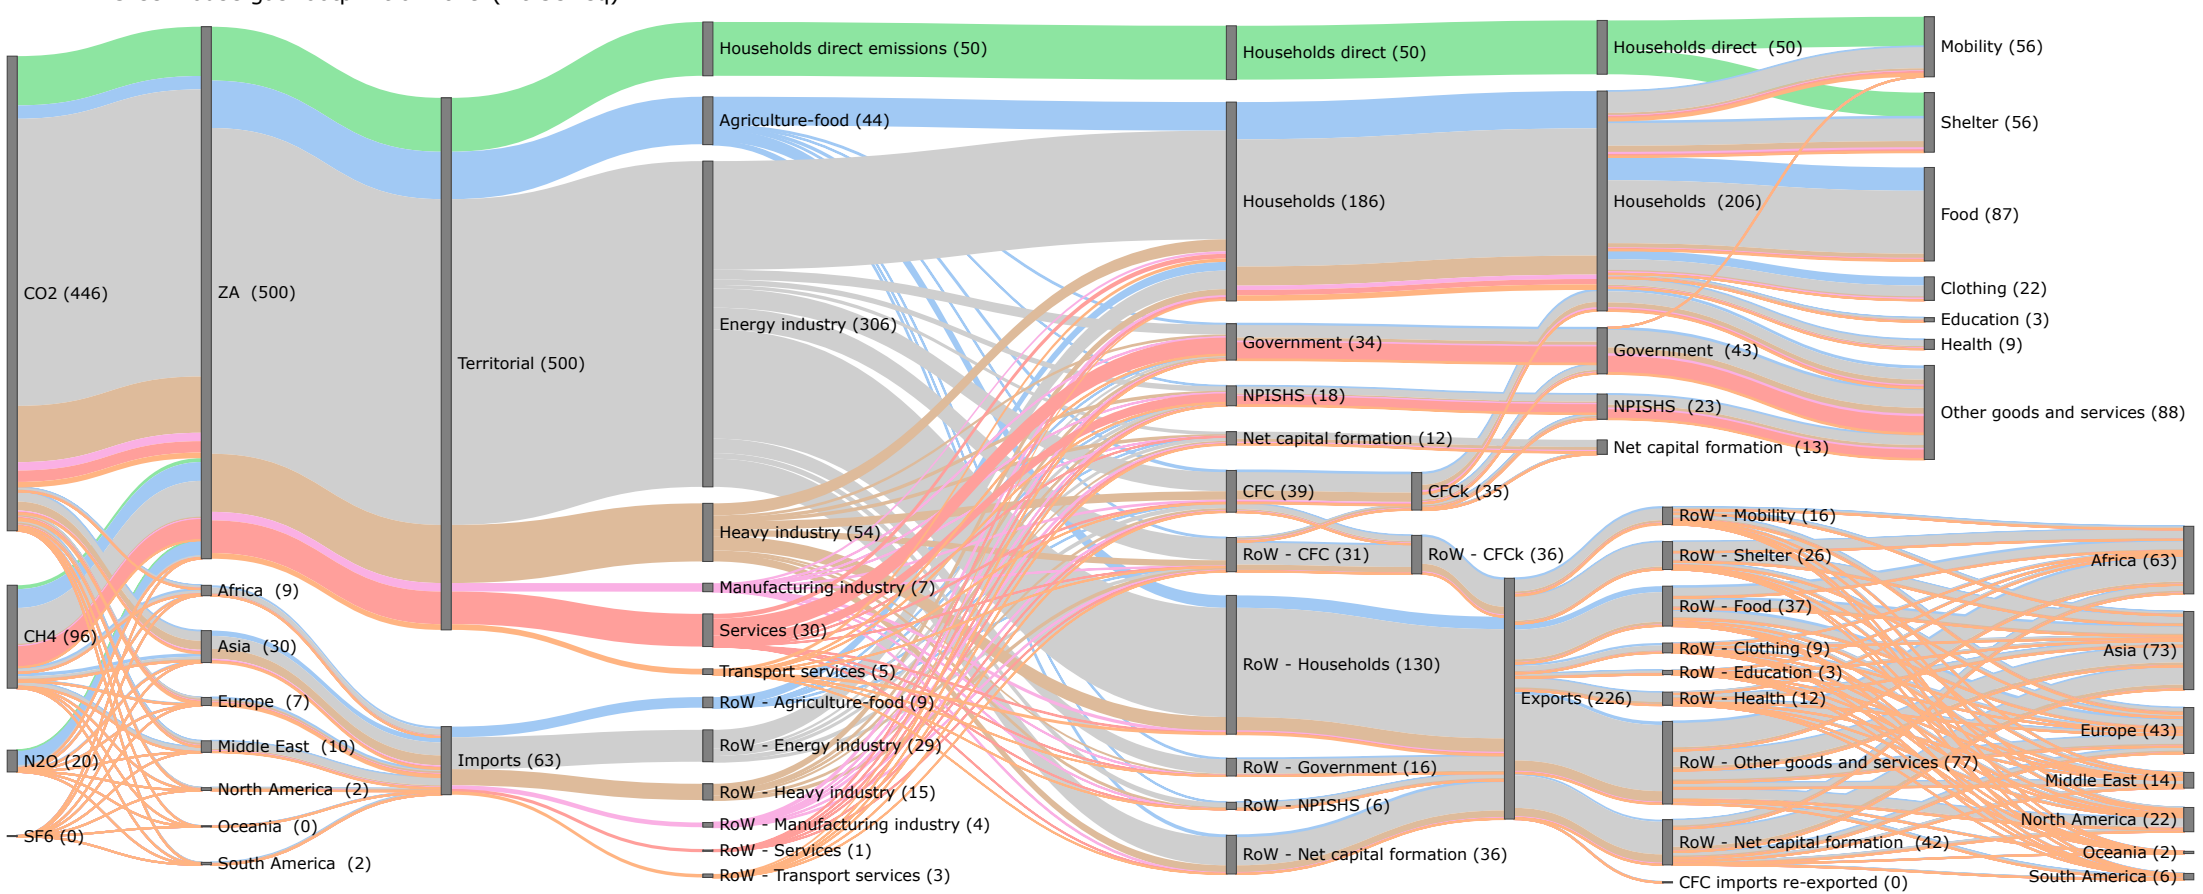 CO2 (446)
CH4 (96)
N2O (20)
SF6 (0)
ZA  (500)
Africa  (9)
Asia  (30)
Europe  (7)
Middle East  (10)
North America  (2)
Oceania  (0)
South America  (2)
Territorial (500)
Imports (63)
Households direct emissions (50)
Agriculture-food (44)
Energy industry (306)
Heavy industry (54)
Manufacturing industry (7)
Services (30)
Transport services (5)
RoW - Agriculture-food (9)
RoW - Energy industry (29)
RoW - Heavy industry (15)
RoW - Manufacturing industry (4)
RoW - Services (1)
RoW - Transport services (3)
Households direct (50)
Households (186)
Government (34)
NPISHS (18)
Net capital formation (12)
CFC (39)
RoW - CFC (31)
RoW - Households (130)
RoW - Government (16)
RoW - NPISHS (6)
RoW - Net capital formation (36)
CFCk (35)
RoW - CFCk (36)
Exports (226)
Households direct  (50)
Households  (206)
Government  (43)
NPISHS  (23)
Net capital formation  (13)
RoW - Mobility (16)
RoW - Shelter (26)
RoW - Food (37)
RoW - Clothing (9)
RoW - Education (3)
RoW - Health (12)
RoW - Other goods and services (77)
RoW - Net capital formation  (42)
CFC imports re-exported (0)
Mobility (56)
Shelter (56)
Food (87)
Clothing (22)
Education (3)
Health (9)
Other goods and services (88)
Africa (63)
Asia (73)
Europe (43)
Middle East (14)
North America (22)
Oceania (2)
South America (6)